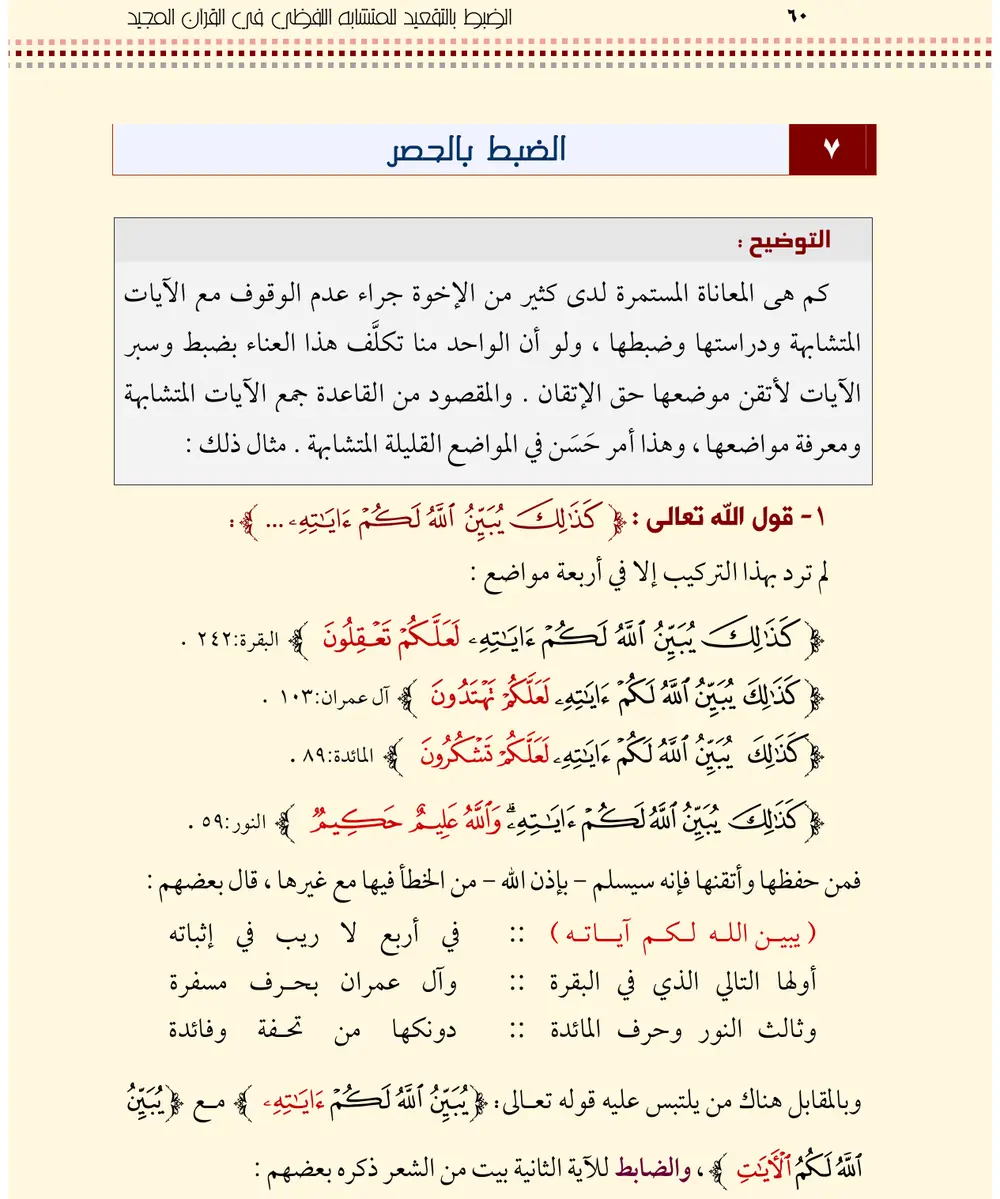 ٦٠ الضبط بالتقعيد للمتشابه اللفظي في القرآن المجيد
٧ الضبط بالحصر
التوضيح :
كم هى المعاناة المستمرة لدى كثير من الإخوة جراء عدم الوقوف مع الآيات
المتشابهة ودراستها وضبطها ، ولو أن الواحد منا تكلَّف هذا العناء بضبط وسبر
الآيات لأتقن موضعها حق الإتقان . والمقصود من القاعدة جمع الآيات المتشابهة
ومعرفة مواضعها ، وهذا أمر حَسَن في المواضع القليلة المتشابهة . مثال ذلك :
١- قول الله تعالى : ﴿ كَذَٰلِكَ يُبَيِّنُ ٱللَّهُ لَكُمْ ءَايَٰتِهِۦ ... ﴾ :
لم ترد بهذا التركيب إلا في أربعة مواضع :
﴿ كَذَٰلِكَ يُبَيِّنُ ٱللَّهُ لَكُمْ ءَايَٰتِهِۦ لَعَلَّكُمْ تَعْقِلُونَ ﴾ البقرة:٢٤٢ .
﴿ كَذَٰلِكَ يُبَيِّنُ ٱللَّهُ لَكُمْ ءَايَٰتِهِۦ لَعَلَّكُمْ تَهْتَدُونَ ﴾ آل عمران:١٠٣ .
﴿ كَذَٰلِكَ يُبَيِّنُ ٱللَّهُ لَكُمْ ءَايَٰتِهِۦ لَعَلَّكُمْ تَشْكُرُونَ ﴾ المائدة:٨٩ .
﴿ كَذَٰلِكَ يُبَيِّنُ ٱللَّهُ لَكُمْ ءَايَٰتِهِۦۗ وَٱللَّهُ عَلِيمٌ حَكِيمٌ ﴾ النور:٥٩ .
فمن حفظها وأتقنها فإنه سيسلم – بإذن الله – من الخطأ فيها مع غيرها ، قال بعضهم :
( يبين الله لكم آياته ) :: في أربع لا ريب في إثباته
أولها التالي الذي في البقرة :: وآل عمران بحرف مسفرة
وثالث النور وحرف المائدة :: دونكها من تحفة وفائدة
وبالمقابل هناك من يلتبس عليه قوله تعالى: ﴿ يُبَيِّنُ ٱللَّهُ لَكُمْ ءَايَٰتِهِۦ ﴾ مع ﴿ يُبَيِّنُ
ٱللَّهُ لَكُمُ ٱلْأَيَٰتِ ﴾ ، والضابط للآية الثانية بيت من الشعر ذكره بعضهم :